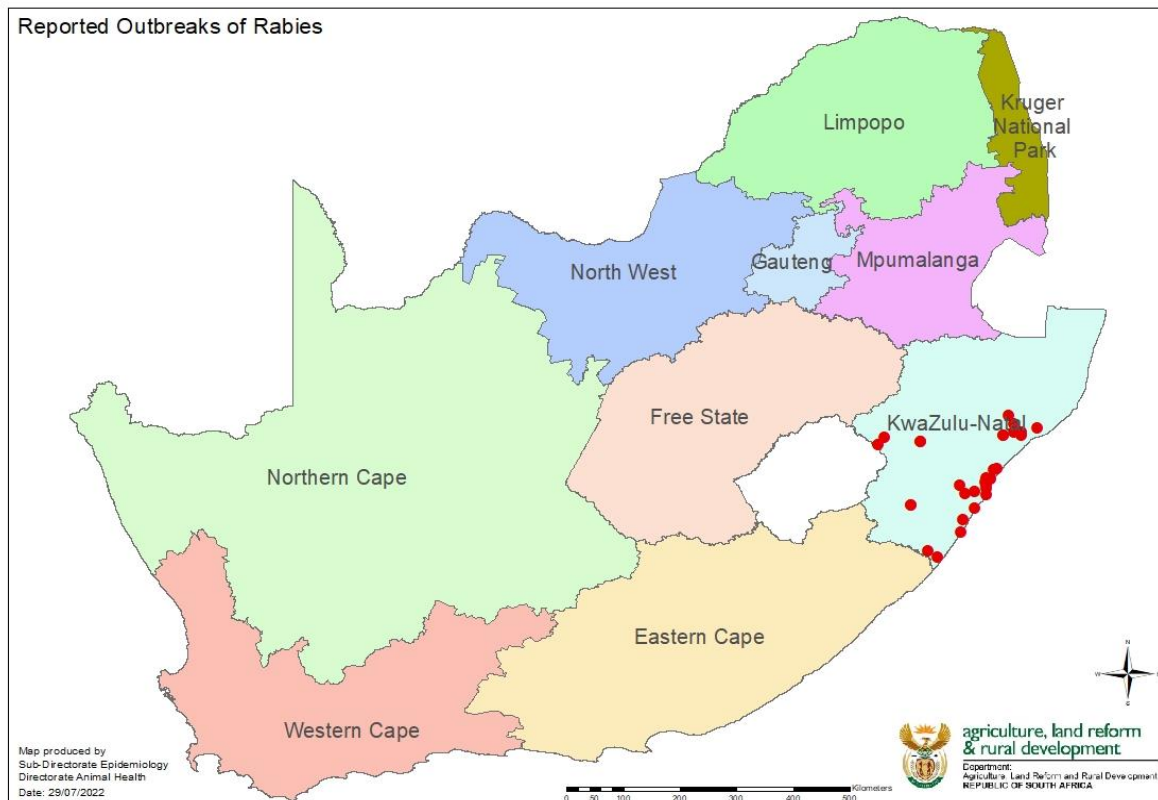 Reported Outbreaks of Rabies
Limpopo
Kruger
National
Park
North West
Gauteng
Mpumalanga
Free State
KwaZulu-Natal
Northern Cape
Eastern Cape
Western Cape
N
W
S
Map produced by
Sub-Directorate Epidemiology
Directorate Animal Health
Date: 29/07/2022
Kilometers
0 50 100 200 300 400 500
agriculture, land reform
& rural development
Department:
Agriculture, Land Reform and Rural Development
REPUBLIC OF SOUTH AFRICA